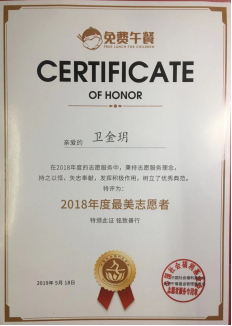 免费午餐
FREE LUNCH FOR CHILDREN
CERTIFICATE
OF HONOR
亲爱的 卫金玥
在2018年度的志愿服务中，秉持志愿服务理念，
持之以恒、矢志奉献，发挥积极作用，树立了优秀典范。
特评为：
2018年度最美志愿者
特颁此证 铭致善行
2019年 5月 18日